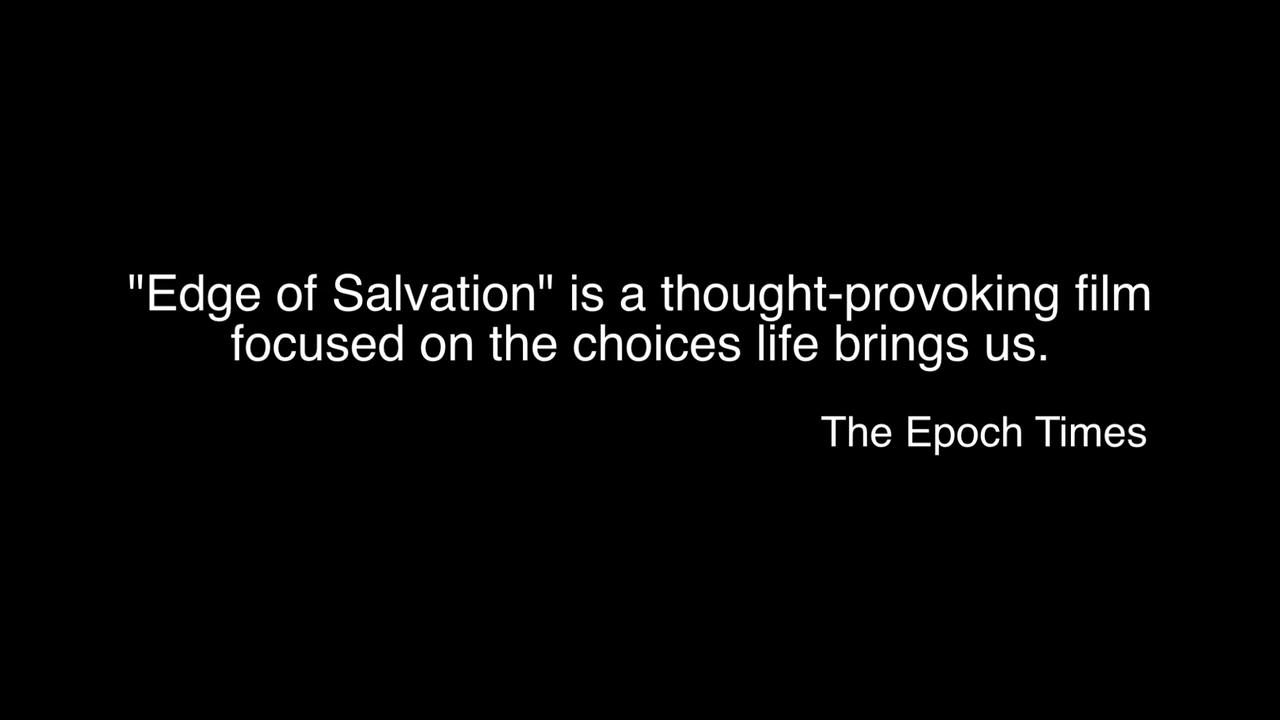 "Edge of Salvation" is a thought-provoking film
focused on the choices life brings us.
The Epoch Times